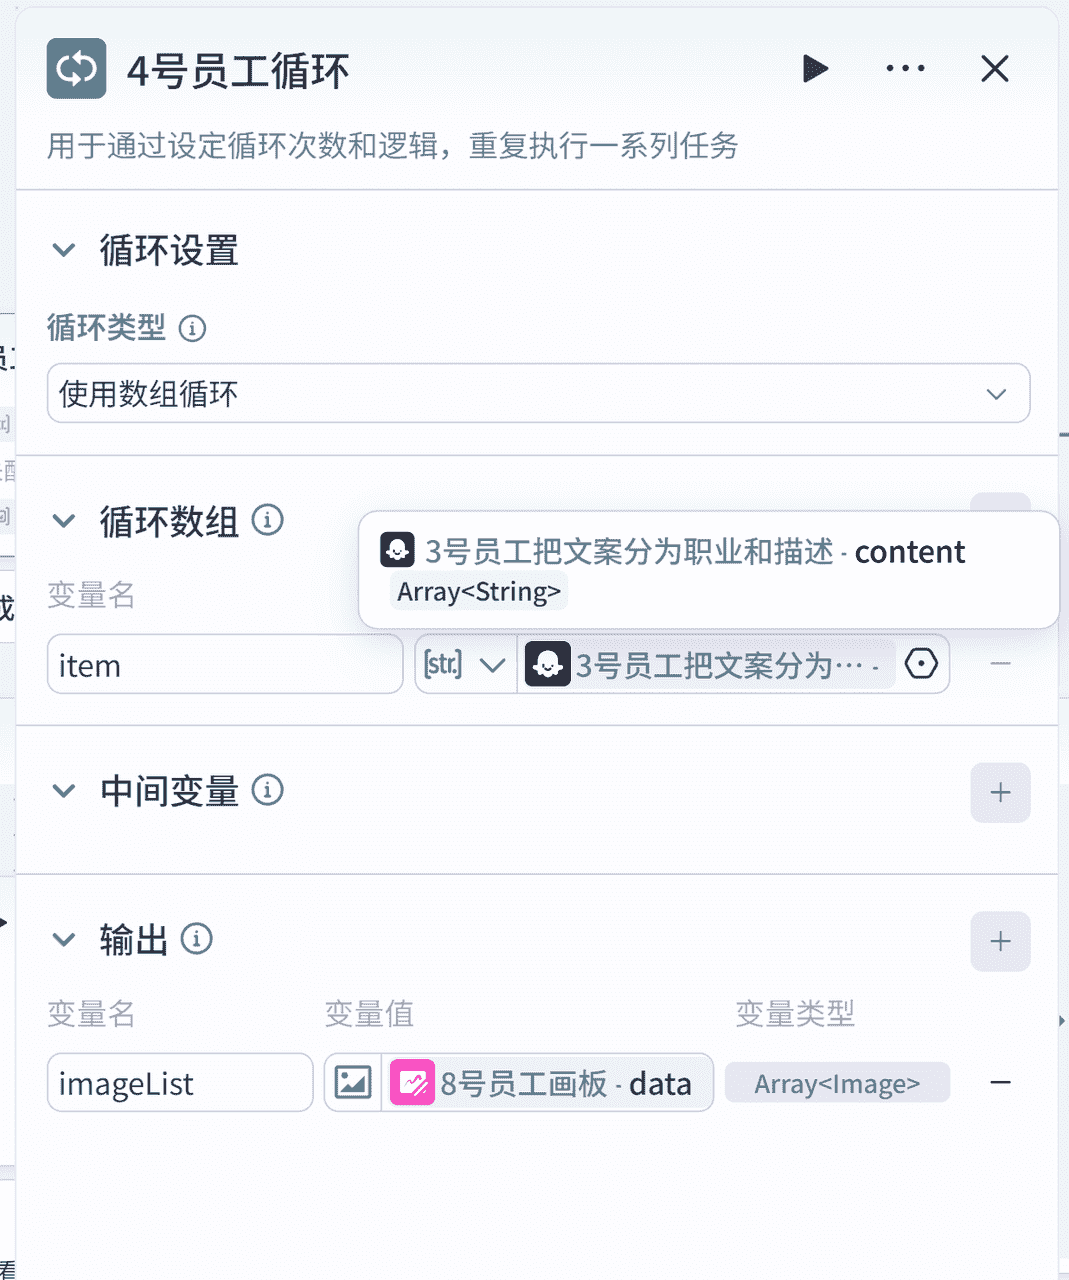 4号员工循环
用于通过设定循环次数和逻辑，重复执行一系列任务
循环设置
循环类型
使用数组循环
循环数组
3号员工把文案分为职业和描述 - content
Array<String>
变量名
item
[str.]
3号员工把文案分为··· -
中间变量
输出
变量名 变量值 变量类型
imageList
8号员工画板 - data
Array<Image>